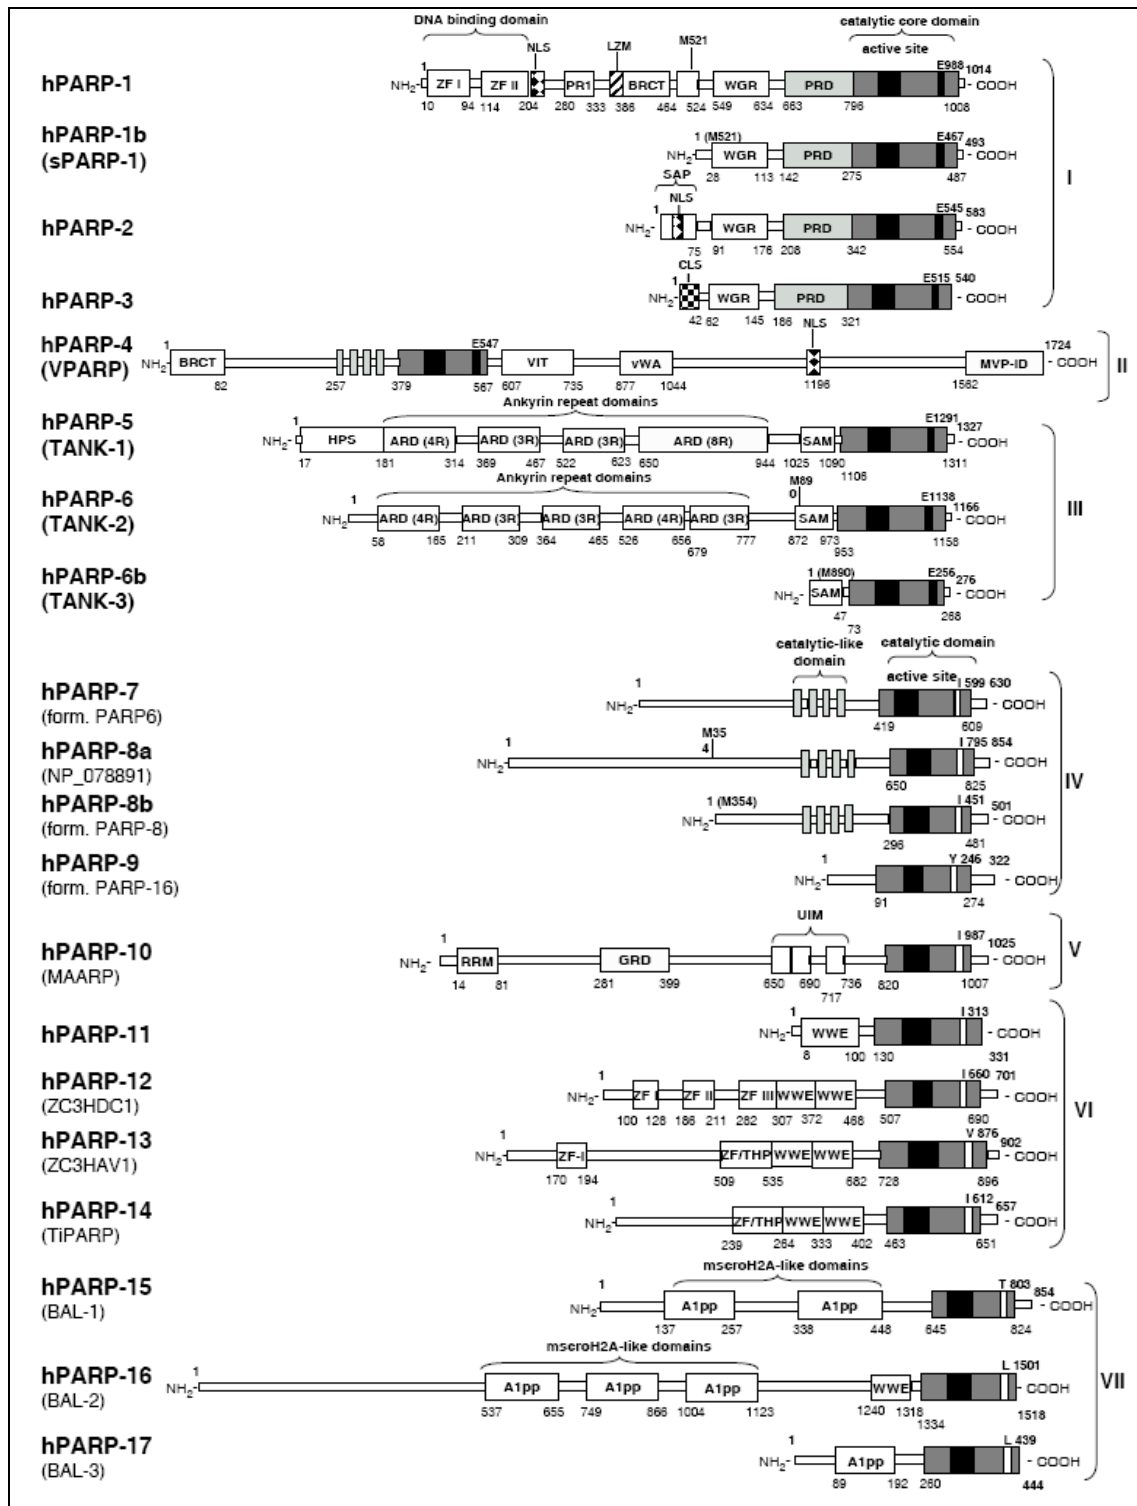 DNA binding domain catalytic core domain
NLS LZM M521 active site
hPARP-1 NH2- 1 ZF I ZF II PR1 BRCT WGR PRD E988 1014 - COOH
10 94 114 204 280 333 386 464 524 549 634 663 796 1008
hPARP-1b 1 (M521) E467 493
(sPARP-1) NH2- WGR PRD - COOH
28 113 142 275 487
I
SAP
NLS
hPARP-2 NH2- 1 WGR PRD E545 583 - COOH
75 91 176 208 342 554
CLS
hPARP-3 NH2- 1 WGR PRD E515 540 - COOH
42 62 145 186 321
NLS
hPARP-4 1 E547 1724
(VPARP) NH2- BRCT VIT vWA MVP-ID - COOH II
82 257 379 567 607 735 877 1044 1196 1562
Ankyrin repeat domains
hPARP-5 1 E1291 1327
(TANK-1) NH2- HPS ARD (4R) ARD (3R) ARD (3R) ARD (8R) SAM - COOH
17 181 314 369 467 522 623 650 944 1025 1090 1106 1311
Ankyrin repeat domains M89 0
hPARP-6 1 E1138 1166
(TANK-2) NH2- ARD (4R) ARD (3R) ARD (3R) ARD (4R) ARD (3R) SAM - COOH III
58 165 211 309 364 465 526 656 679 777 872 973 953 1158
hPARP-6b 1 (M890) E256 276
(TANK-3) NH2- SAM - COOH
47 73 268
catalytic-like domain catalytic domain
active site
hPARP-7 1 I 599 630
(form. PARP6) NH2- - COOH
419 609
hPARP-8a 1 M35 4 I 795 854
(NP_078891) NH2- - COOH
650 825
IV
hPARP-8b 1 (M354) I 451 501
(form. PARP-8) NH2- - COOH
296 481
hPARP-9 1 Y 246 322
(form. PARP-16) NH2- - COOH
91 274
UIM
hPARP-10 1 I 987 1025
(MAARP) NH2- RRM GRD - COOH V
14 81 281 399 650 690 717 736 820 1007
hPARP-11 NH2- 1 WWE I 313 - COOH
8 100 130 331
hPARP-12 1 I 660 701
(ZC3HDC1) NH2- ZF I ZF II ZF III WWE WWE - COOH
100 128 186 211 282 307 372 468 507 690
VI
hPARP-13 1 V 876 902
(ZC3HAV1) NH2- ZF-I ZF/THP WWE WWE - COOH
170 194 509 535 682 728 896
hPARP-14 1 I 612 657
(TiPARP) NH2- ZF/THP WWE WWE - COOH
239 264 333 402 463 651
mscroH2A-like domains
hPARP-15 1 T 803 854
(BAL-1) NH2- A1pp A1pp - COOH
137 257 338 448 645 824
mscroH2A-like domains
hPARP-16 1 L 1501
(BAL-2) NH2- A1pp A1pp A1pp WWE - COOH VII
537 655 749 866 1004 1123 1240 1318 1334 1518
hPARP-17 1 L 439
(BAL-3) NH2- A1pp - COOH
89 192 260 444